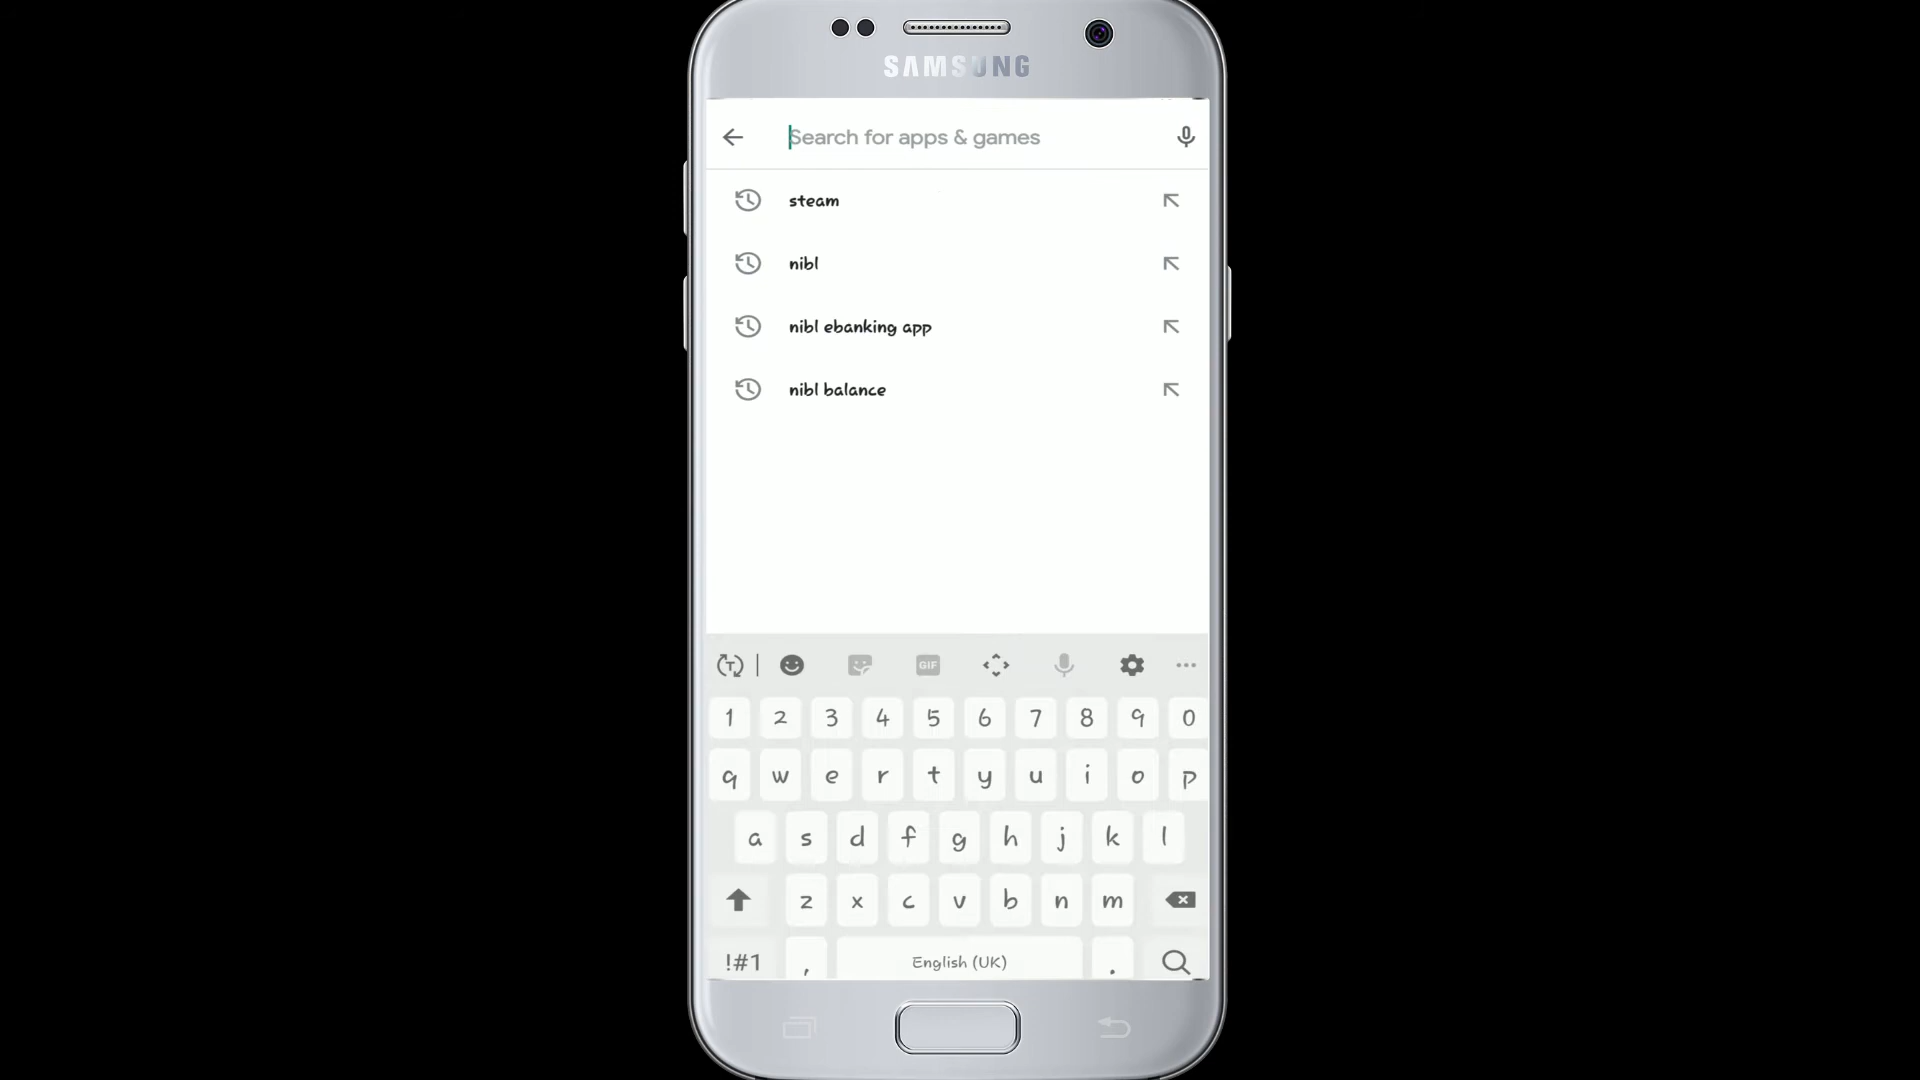 SAMSUNG
Search for apps & games
steam
nibl
nibl ebanking app
nibl balance
GIF
1 2 3 4 5 6 7 8 9 0
q w e r t y u i o p
a s d f g h j k l
z x c v b n m
!#1 , English (UK) .